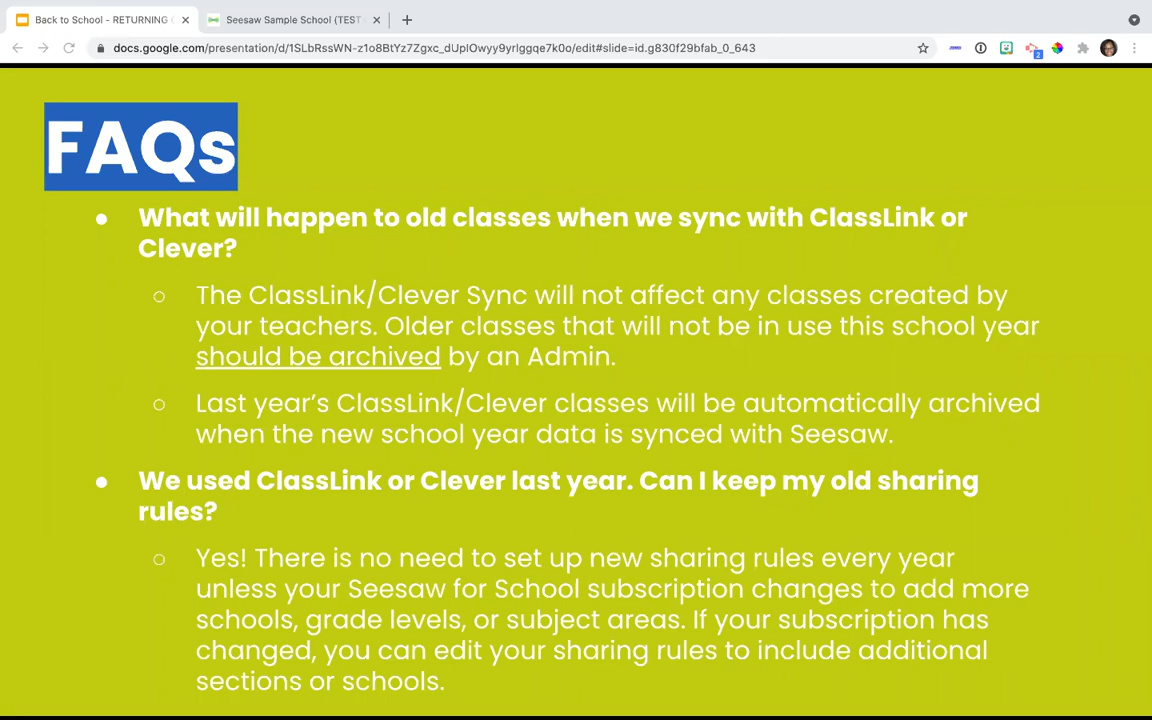 Back to School - RETURNING
Seesaw Sample School (TEST
docs.google.com/presentation/d/1SLbRssWN-z1o8BtYz7Zgxc_dUplOwyy9yrlggqe7k0o/edit#slide=id.g830f29bfab_0_643
2
FAQs
● What will happen to old classes when we sync with ClassLink or
Clever?
○ The ClassLink/Clever Sync will not affect any classes created by
your teachers. Older classes that will not be in use this school year
should be archived by an Admin.
○ Last year’s ClassLink/Clever classes will be automatically archived
when the new school year data is synced with Seesaw.
● We used ClassLink or Clever last year. Can I keep my old sharing
rules?
○ Yes! There is no need to set up new sharing rules every year
unless your Seesaw for School subscription changes to add more
schools, grade levels, or subject areas. If your subscription has
changed, you can edit your sharing rules to include additional
sections or schools.